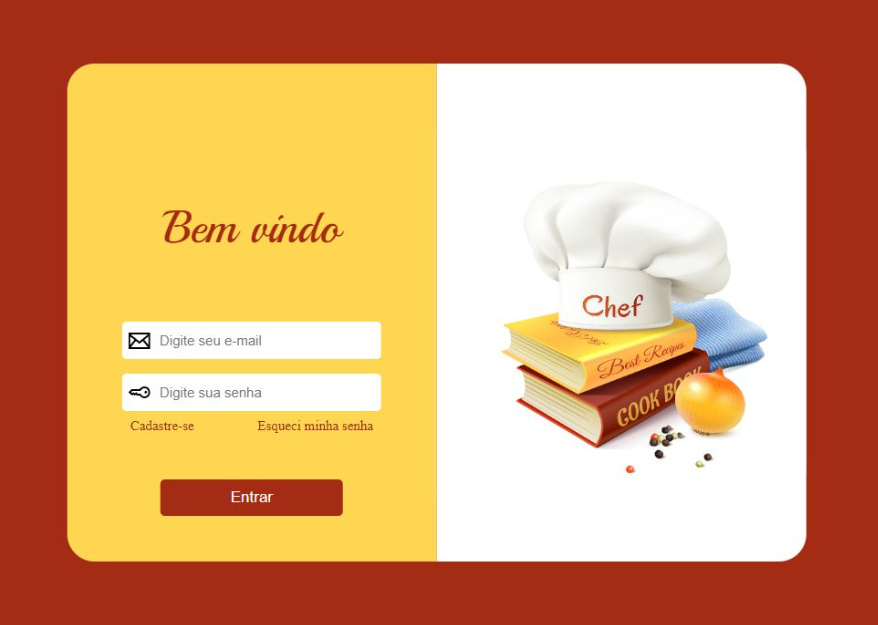 Bem vindo
Digite seu e-mail
Digite sua senha
Cadastre-se
Esqueci minha senha
Entrar
Chef
Best Recipes
COOK BOOK